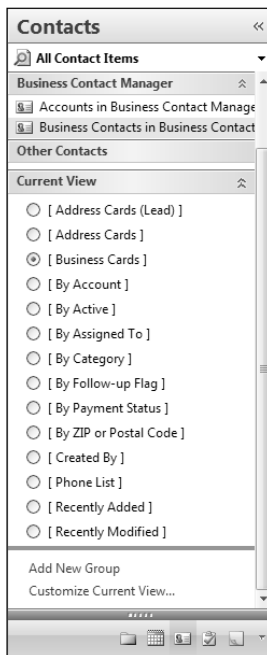 Contacts «
All Contact Items
Business Contact Manager
Accounts in Business Contact Manage
Business Contacts in Business Contact
Other Contacts
Current View
[ Address Cards (Lead) ]
[ Address Cards ]
[ Business Cards ]
[ By Account ]
[ By Active ]
[ By Assigned To ]
[ By Category ]
[ By Follow-up Flag ]
[ By Payment Status ]
[ By ZIP or Postal Code ]
[ Created By ]
[ Phone List ]
[ Recently Added ]
[ Recently Modified ]
Add New Group
Customize Current View...